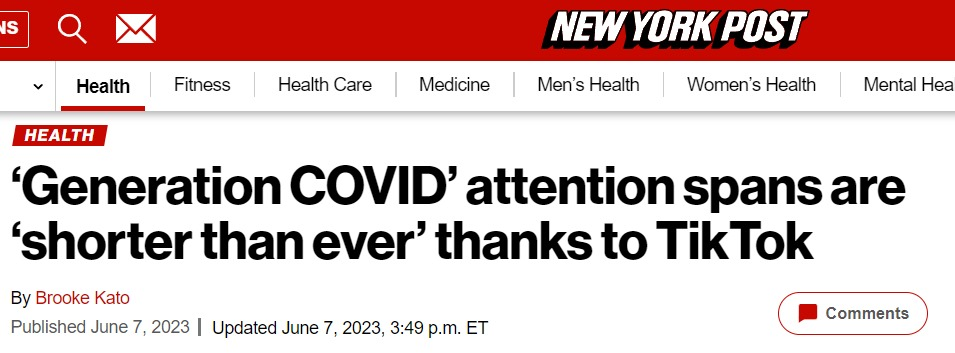 NS
NEW YORK POST
Health Fitness Health Care Medicine Men's Health Women's Health Mental Hea
HEALTH
‘Generation COVID’ attention spans are
‘shorter than ever’ thanks to TikTok
By Brooke Kato
Published June 7, 2023 | Updated June 7, 2023, 3:49 p.m. ET
Comments